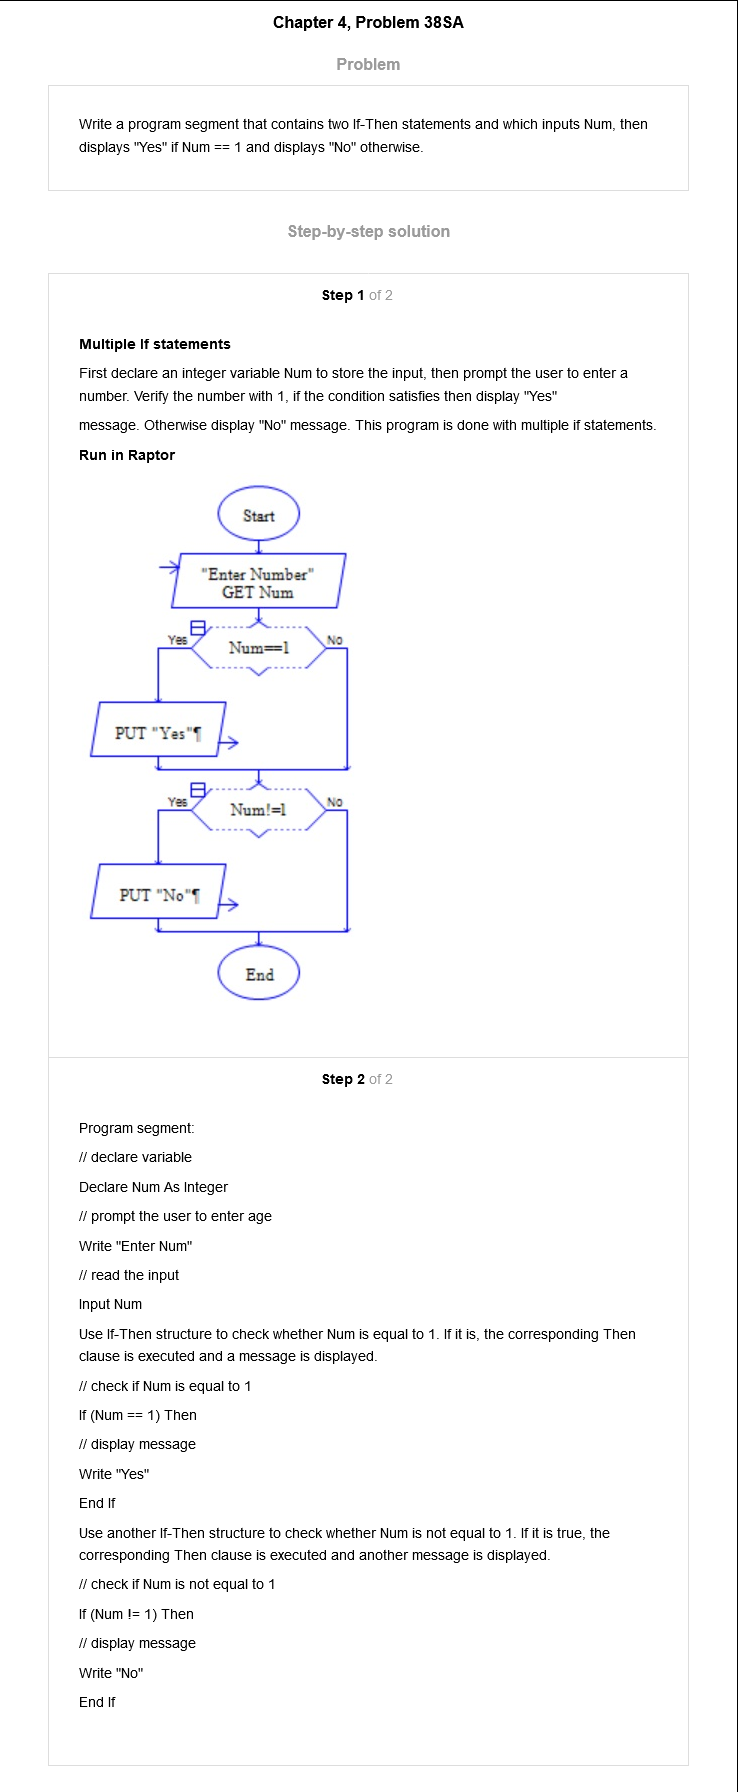 Chapter 4, Problem 38SA
Problem
Write a program segment that contains two If-Then statements and which inputs Num, then
displays "Yes" if Num == 1 and displays "No" otherwise.
Step-by-step solution
Step 1 of 2
Multiple If statements
First declare an integer variable Num to store the input, then prompt the user to enter a
number. Verify the number with 1, if the condition satisfies then display "Yes"
message. Otherwise display "No" message. This program is done with multiple if statements.
Run in Raptor
Start
"Enter Number"
GET Num
Yes
Num==1
No
PUT "Yes"¶
Yes
Num!=1
No
PUT "No"¶
End
Step 2 of 2
Program segment:
// declare variable
Declare Num As Integer
// prompt the user to enter age
Write "Enter Num"
// read the input
Input Num
Use If-Then structure to check whether Num is equal to 1. If it is, the corresponding Then
clause is executed and a message is displayed.
// check if Num is equal to 1
If (Num == 1) Then
// display message
Write "Yes"
End If
Use another If-Then structure to check whether Num is not equal to 1. If it is true, the
corresponding Then clause is executed and another message is displayed.
// check if Num is not equal to 1
If (Num != 1) Then
// display message
Write "No"
End If